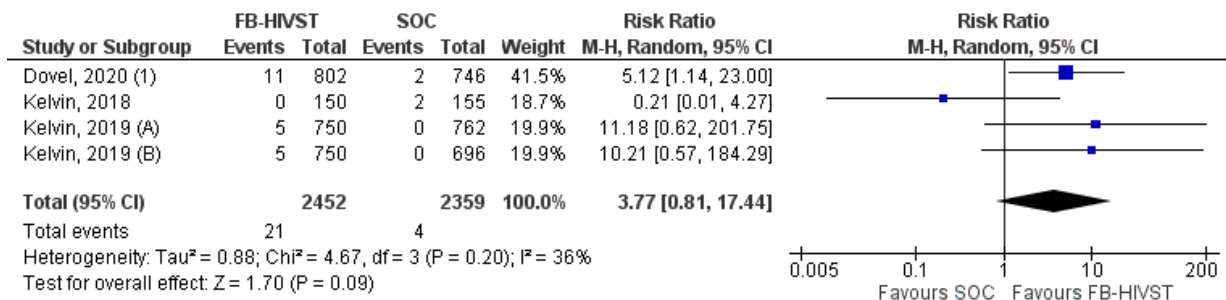 FB-HIVST SOC Risk Ratio Risk Ratio
Study or Subgroup Events Total Events Total Weight M-H, Random, 95% CI M-H, Random, 95% CI
Dovel, 2020 (1) 11 802 2 746 41.5% 5.12 [1.14, 23.00]
Kelvin, 2018 0 150 2 155 18.7% 0.21 [0.01, 4.27]
Kelvin, 2019 (A) 5 750 0 762 19.9% 11.18 [0.62, 201.75]
Kelvin, 2019 (B) 5 750 0 696 19.9% 10.21 [0.57, 184.29]
Total (95% CI) 2452 2359 100.0% 3.77 [0.81, 17.44]
Total events 21 4
Heterogeneity: Tau² = 0.88; Chi² = 4.67, df = 3 (P = 0.20); I² = 36%
Test for overall effect: Z = 1.70 (P = 0.09)
0.005 0.1 1 10 200
Favours SOC Favours FB-HIVST